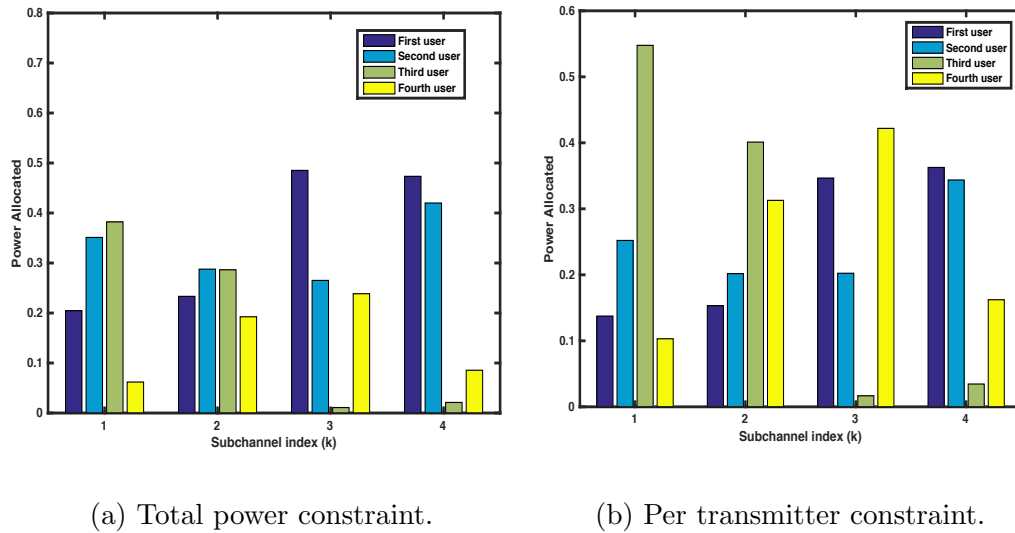 0.8
0.7
0.6
0.5
0.4
0.3
0.2
0.1
0
Power Allocated
First user
Second user
Third user
Fourth user
1 2 3 4
Subchannel index (k)
(a) Total power constraint.
0.6
0.5
0.4
0.3
0.2
0.1
0
Power Allocated
First user
Second user
Third user
Fourth user
1 2 3 4
Subchannel index (k)
(b) Per transmitter constraint.